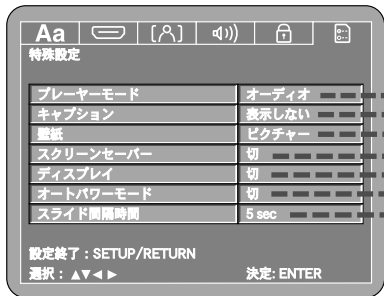 Aa
特殊設定
プレーヤーモード オーディオ
キャプション 表示しない
壁紙 ピクチャー
スクリーンセーバー 切
ディスプレイ 切
オートパワーモード 切
スライド間隔時間 5 sec
設定終了：SETUP/RETURN
選択：▲▼◀▶ 決定: ENTER